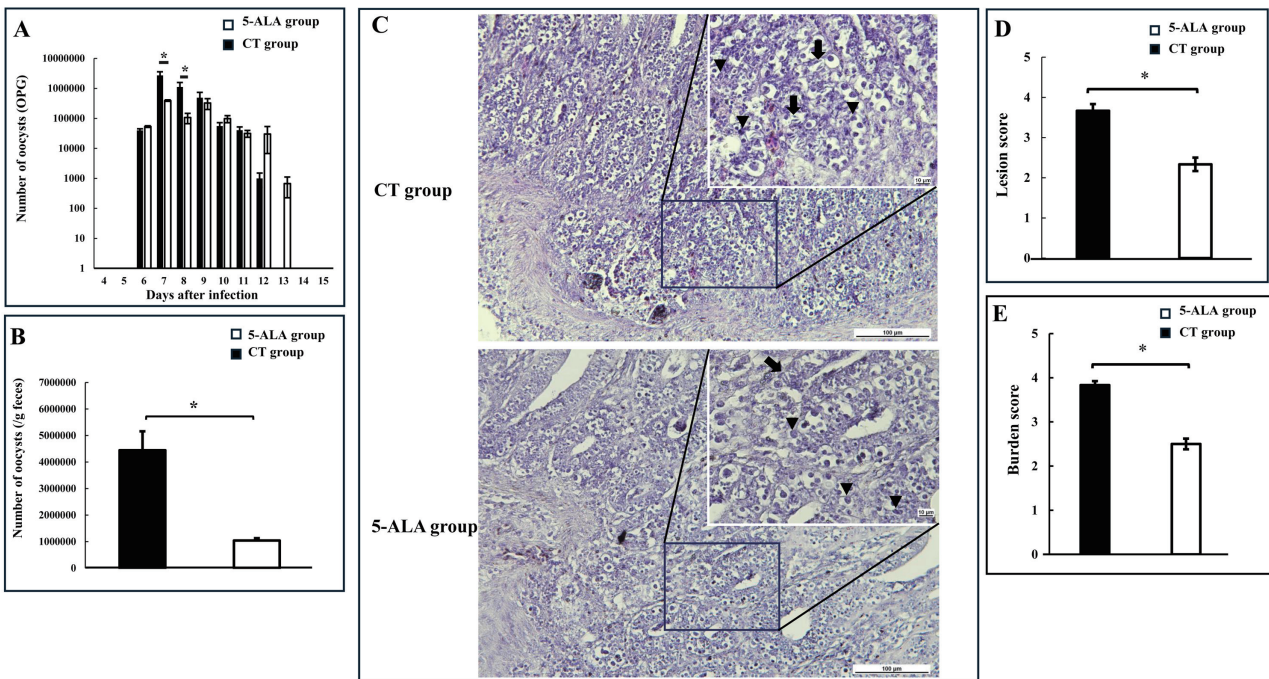 A
5-ALA group
CT group
Number of oocysts (OPG)
10000000
1000000
100000
10000
1000
100
10
1
*
*
4 5 6 7 8 9 10 11 12 13 14 15
Days after infection
B
5-ALA group
CT group
Number of oocysts (/g feces)
7000000
6000000
5000000
4000000
3000000
2000000
1000000
0
*
C
CT group
10 µm
100 µm
5-ALA group
10 µm
100 µm
D
5-ALA group
CT group
Lesion score
5
4
3
2
1
0
*
E
5-ALA group
CT group
Burden score
5
4
3
2
1
0
*